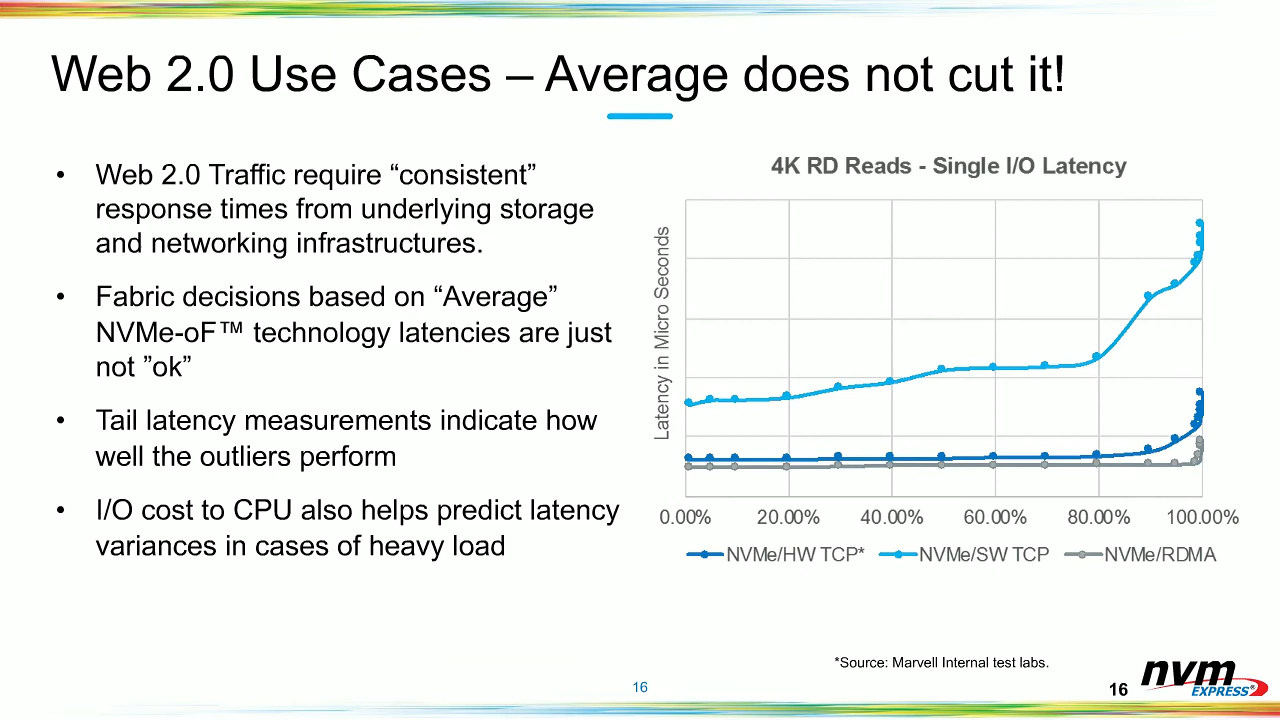 Web 2.0 Use Cases – Average does not cut it!
• Web 2.0 Traffic require “consistent”
response times from underlying storage
and networking infrastructures.
• Fabric decisions based on “Average”
NVMe-oF™ technology latencies are just
not ”ok”
• Tail latency measurements indicate how
well the outliers perform
• I/O cost to CPU also helps predict latency
variances in cases of heavy load
4K RD Reads - Single I/O Latency
Latency in Micro Seconds
0.00% 20.00% 40.00% 60.00% 80.00% 100.00%
NVMe/HW TCP* NVMe/SW TCP NVMe/RDMA
*Source: Marvell Internal test labs.
16
16
nvm
EXPRESS®